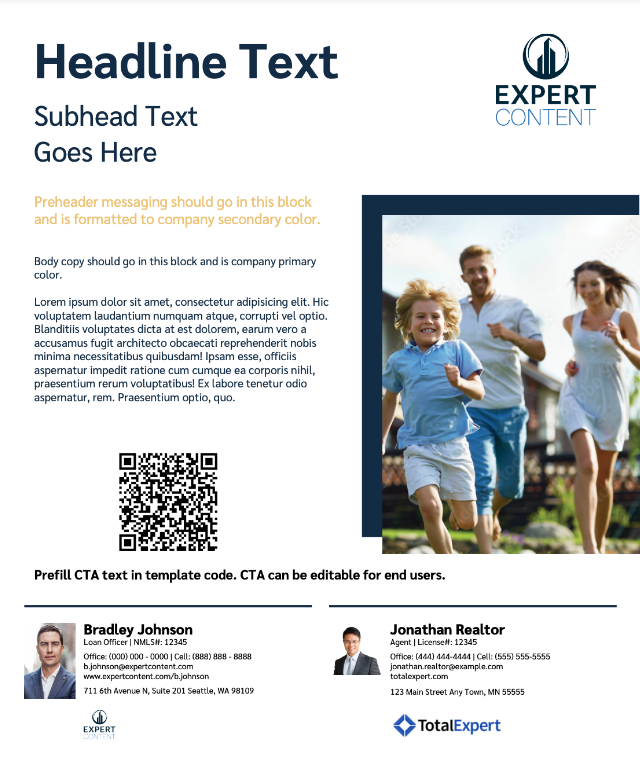 Headline Text
EXPERT
CONTENT
Subhead Text
Goes Here
Preheader messaging should go in this block
and is formatted to company secondary color.
Body copy should go in this block and is company primary
color.
Lorem ipsum dolor sit amet, consectetur adipisicing elit. Hic
voluptatem laudantium numquam atque, corrupti vel optio.
Blanditiis voluptates dicta at est dolorem, earum vero a
accusamus fugit architecto obcaecati reprehenderit nobis
minima necessitatibus quibusdam! Ipsam esse, officiis
aspernatur impedit ratione cum cumque ea corporis nihil,
praesentium rerum voluptatibus! Ex labore tenetur odio
aspernatur, rem. Praesentium optio, quo.
Prefill CTA text in template code. CTA can be editable for end users.
Bradley Johnson
Loan Officer | NMLS#: 12345
Office: (000) 000 - 0000 | Cell: (888) 888 - 8888
b.johnson@expertcontent.com
www.expertcontent.com/b.johnson
711 6th Avenue N, Suite 201 Seattle, WA 98109
EXPERT
CONTENT
Jonathan Realtor
Agent | License#: 12345
Office: (444) 444-4444 | Cell: (555) 555-5555
jonathan.realtor@example.com
totalexpert.com
123 Main Street Any Town, MN 55555
TotalExpert